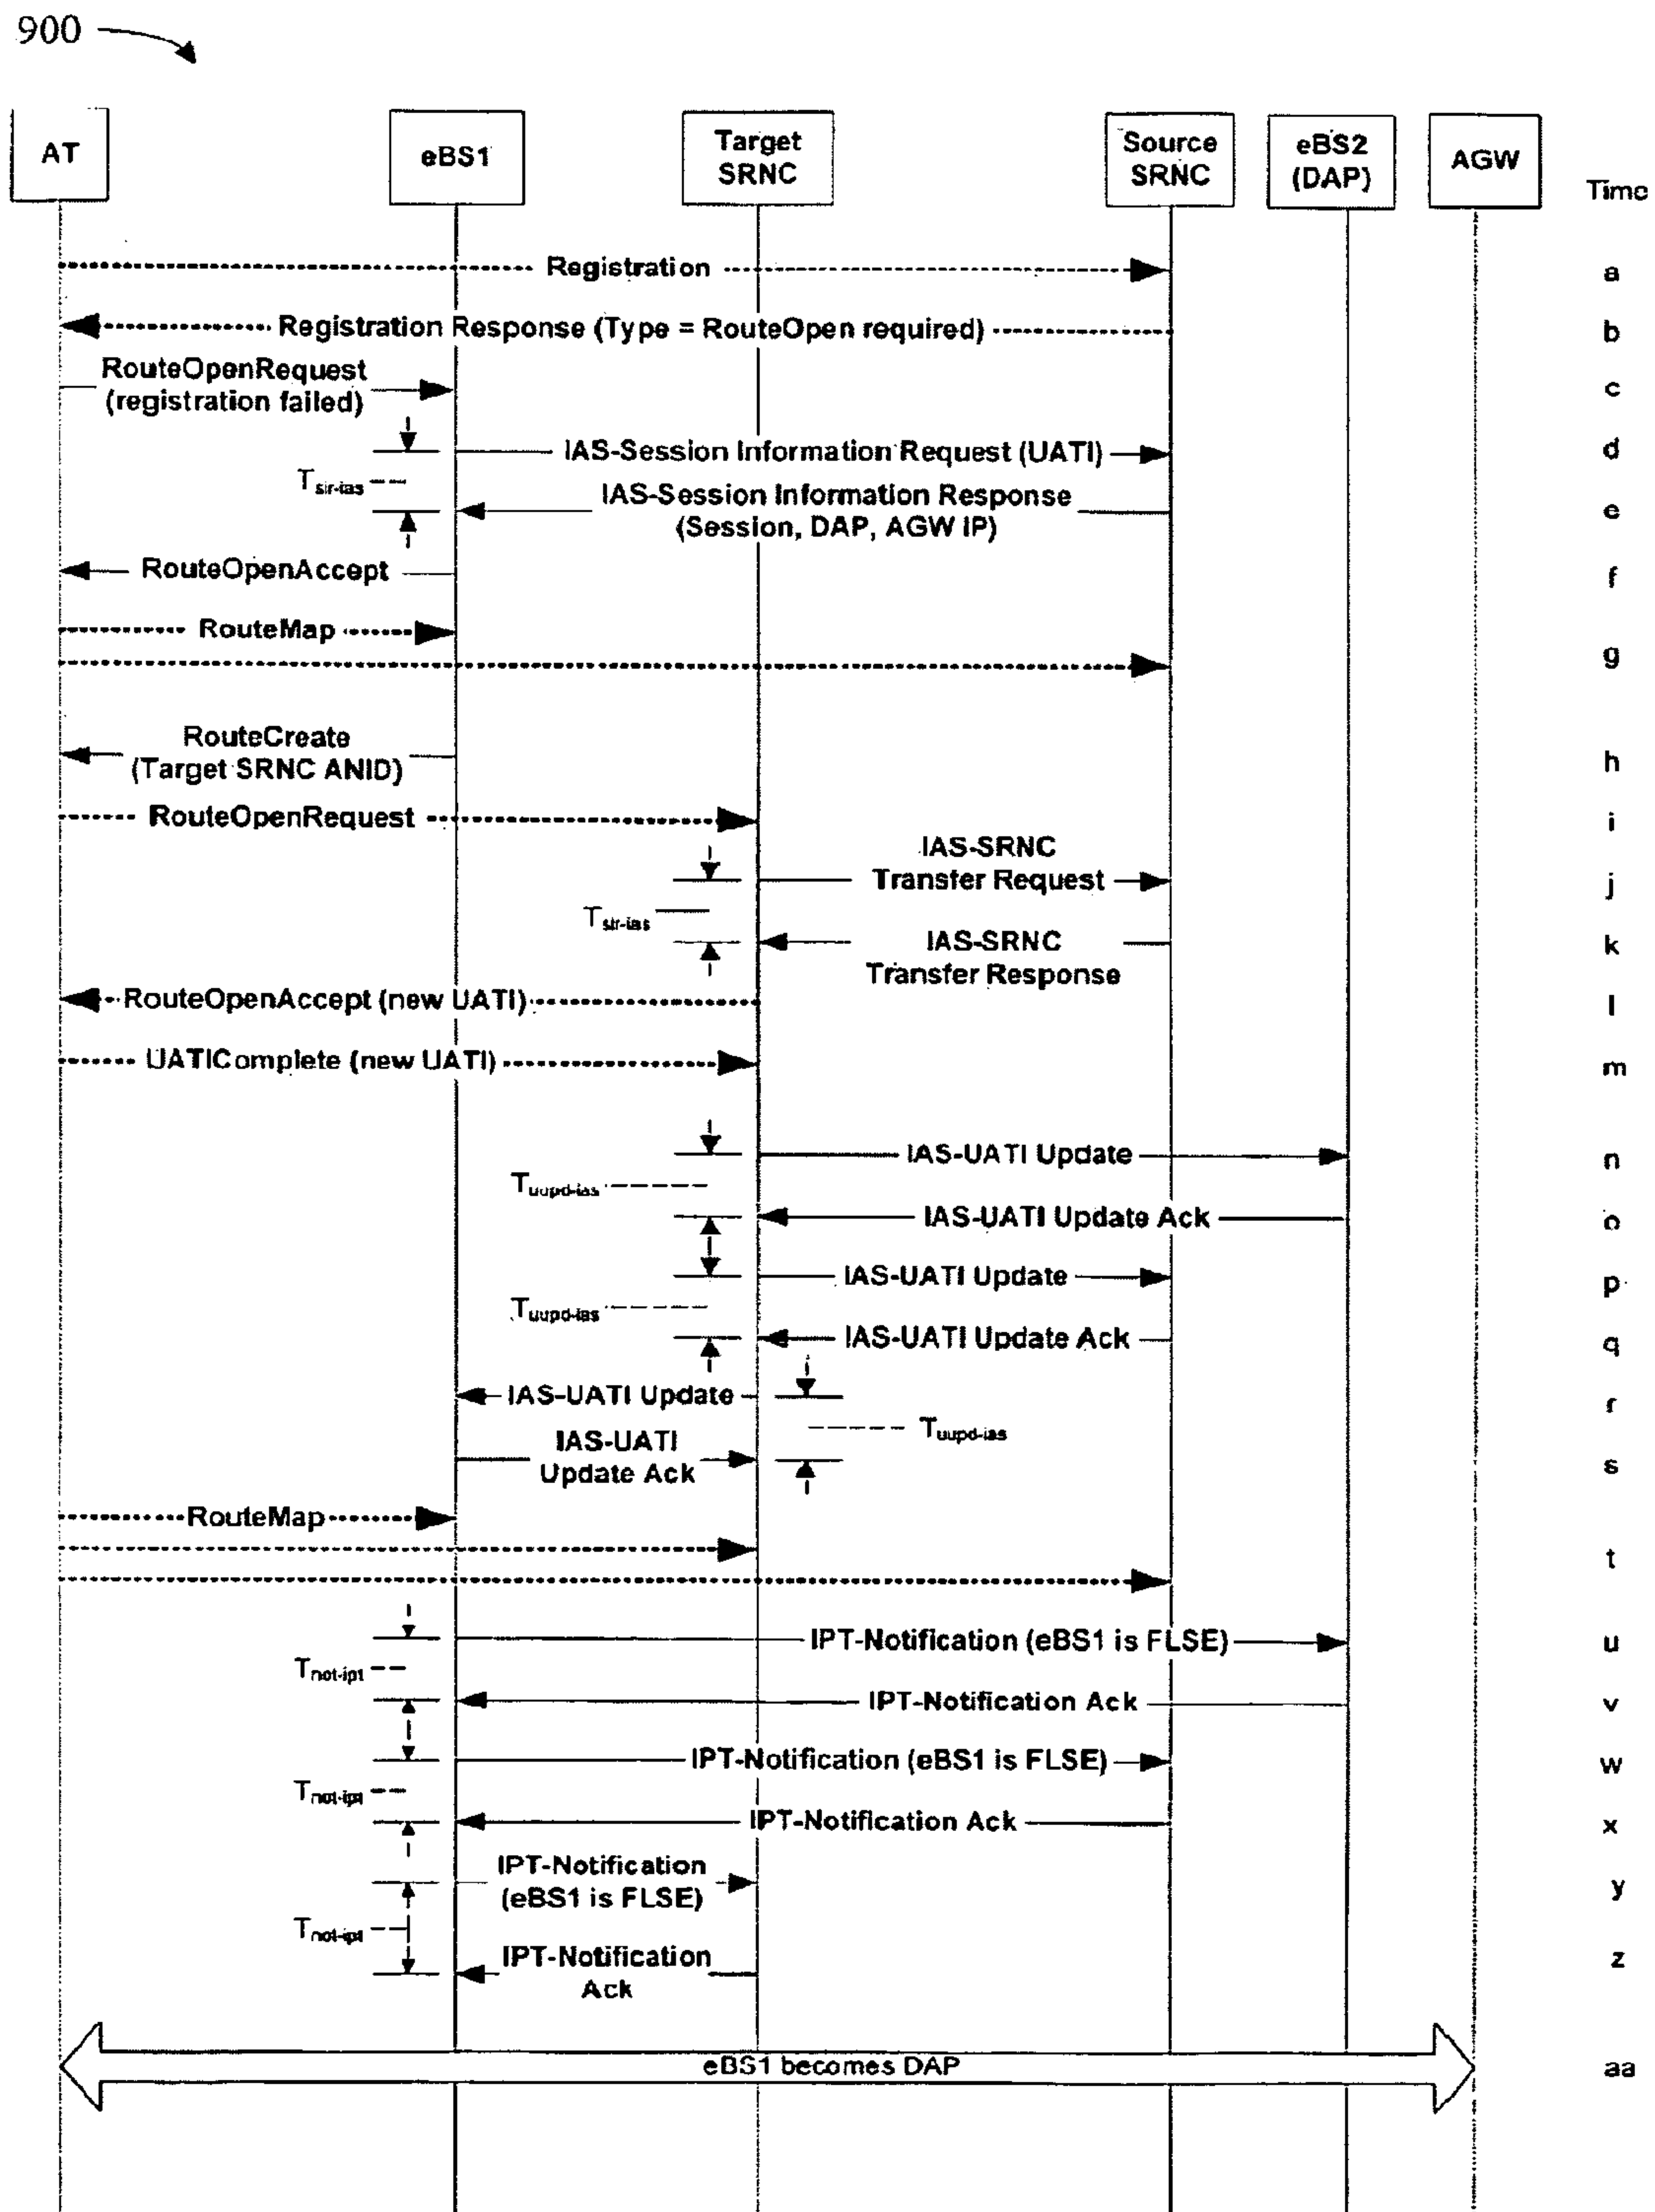 900
AT
eBS1
Target
SRNC
Source
SRNC
eBS2
(DAP)
AGW
Time
Registration
a
Registration Response (Type = RouteOpen required)
b
RouteOpenRequest
(registration failed)
c
IAS-Session Information Request (UATI)
d
Tsir-ias
IAS-Session Information Response
(Session, DAP, AGW IP)
e
RouteOpenAccept
f
RouteMap
g
RouteCreate
(Target SRNC ANID)
h
RouteOpenRequest
i
IAS-SRNC
Transfer Request
j
Tstr-ias
IAS-SRNC
Transfer Response
k
RouteOpenAccept (new UATI)
l
UATIComplete (new UATI)
m
IAS-UATI Update
n
Tuupd-ias
IAS-UATI Update Ack
o
IAS-UATI Update
p
Tuupd-ias
IAS-UATI Update Ack
q
IAS-UATI Update
r
Tuupd-ias
IAS-UATI
Update Ack
s
RouteMap
t
IPT-Notification (eBS1 is FLSE)
u
Tnot-ipt
IPT-Notification Ack
v
IPT-Notification (eBS1 is FLSE)
w
Tnot-ipt
IPT-Notification Ack
x
IPT-Notification
(eBS1 is FLSE)
y
Tnot-ipt
IPT-Notification
Ack
z
eBS1 becomes DAP
aa